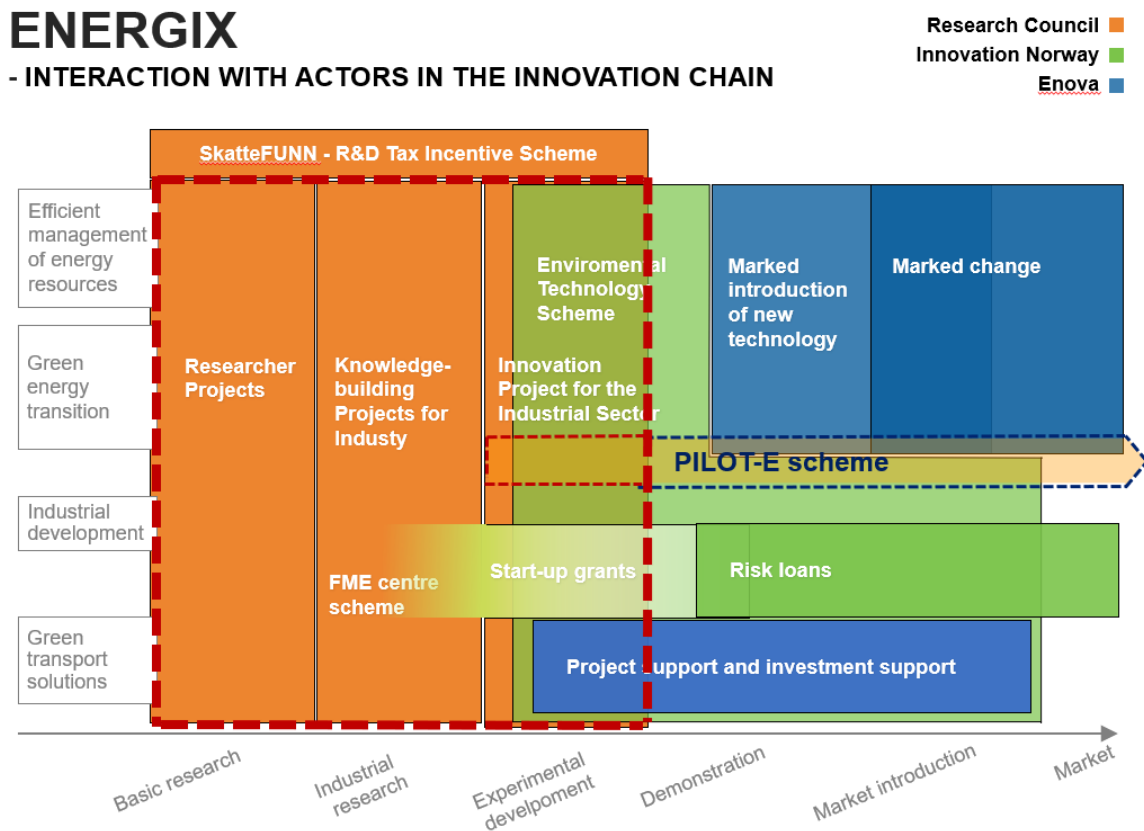 ENERGIX
- INTERACTION WITH ACTORS IN THE INNOVATION CHAIN
Research Council
Innovation Norway
Enova
SkatteFUNN - R&D Tax Incentive Scheme
Efficient
management
of energy
resources
Green
energy
transition
Industrial
development
Green
transport
solutions
Researcher
Projects
Knowledge-
building
Projects for
Industy
FME centre
scheme
Enviromental
Technology
Scheme
Innovation
Project for the
Industrial Sector
Marked
introduction
of new
technology
Marked change
PILOT-E scheme
Start-up grants
Risk loans
Project support and investment support
Basic research
Industrial
research
Experimental
develpoment
Demonstration
Market introduction
Market